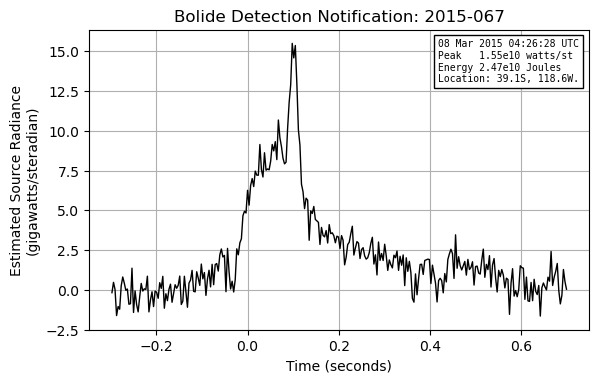 Bolide Detection Notification: 2015-067
08 Mar 2015 04:26:28 UTC
Peak   1.55e10 watts/st
Energy 2.47e10 Joules
Location: 39.1S, 118.6W.
Estimated Source Radiance
(gigawatts/steradian)
15.0
12.5
10.0
7.5
5.0
2.5
0.0
−2.5
−0.2
0.0
0.2
0.4
0.6
Time (seconds)